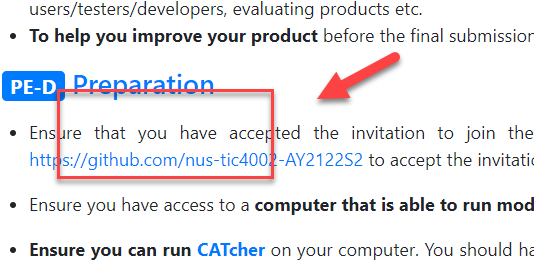 users/testers/developers, evaluating products etc.
To help you improve your product before the final submission
PE-D Preparation
Ensure that you have accepted the invitation to join the
https://github.com/nus-tic4002-AY2122S2 to accept the invitatio
Ensure you have access to a computer that is able to run mod
Ensure you can run CATcher on your computer. You should ha